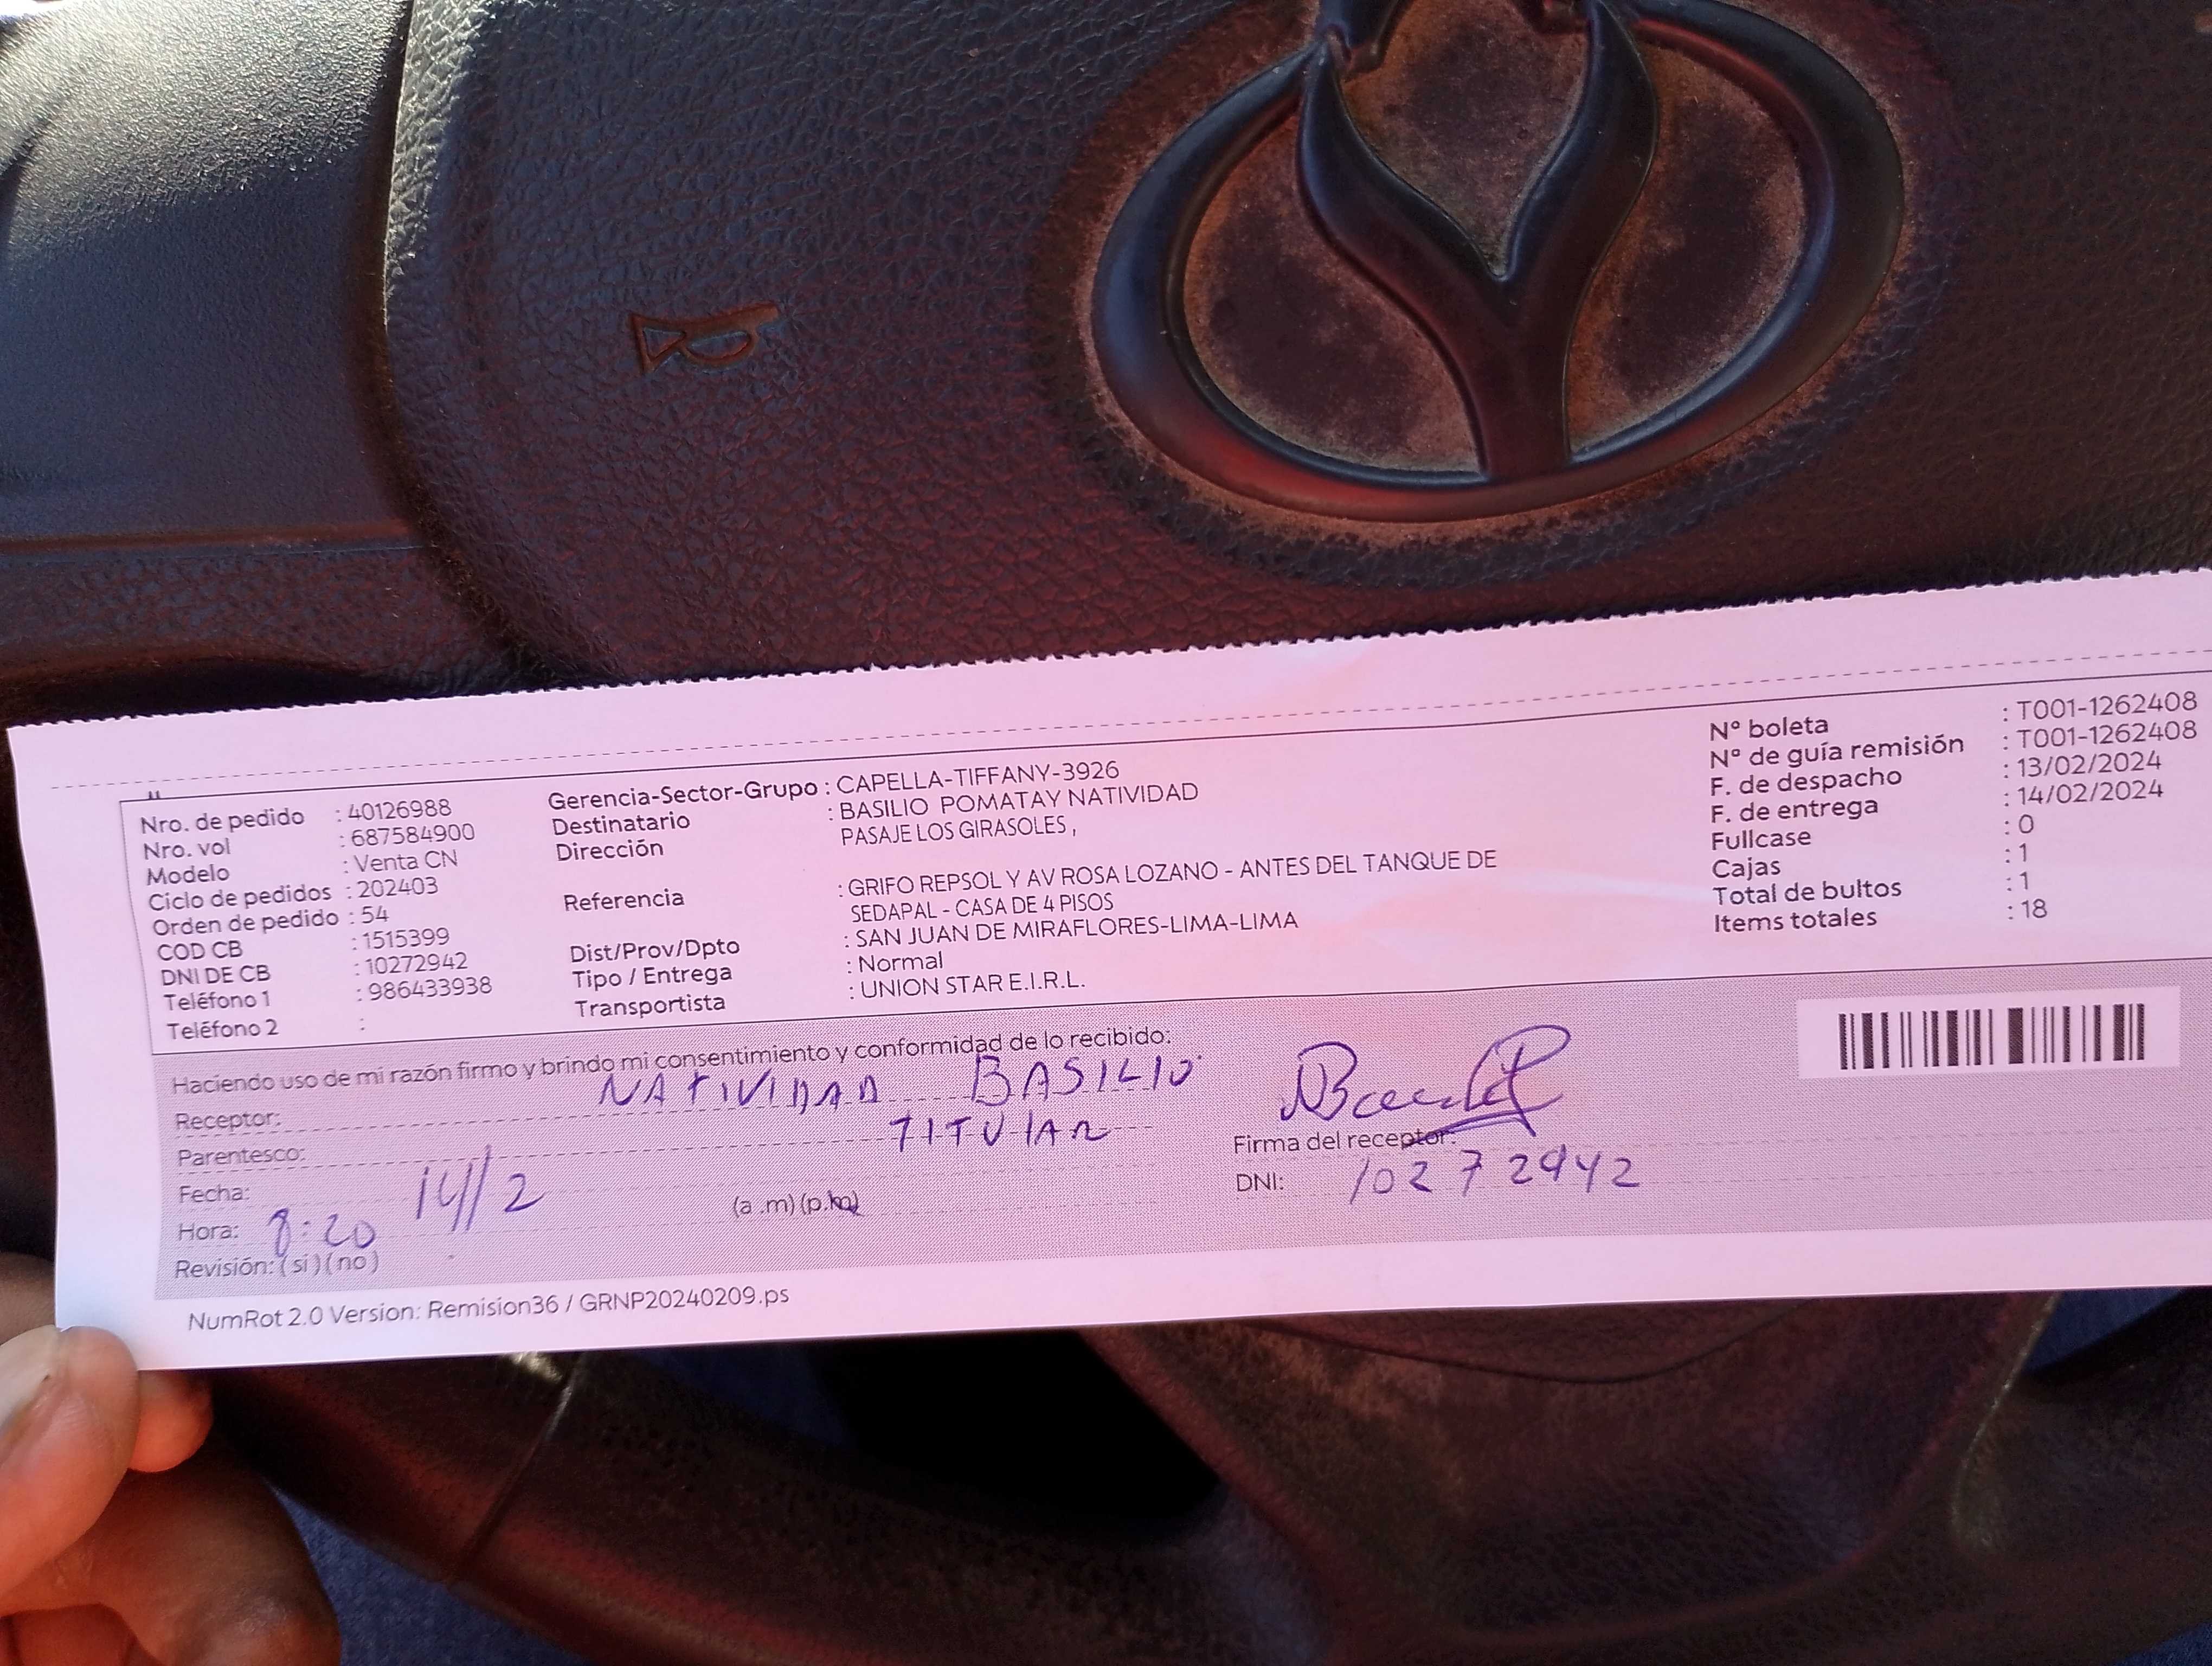 Nro. de pedido : 40126988
Nro. vol : 687584900
Modelo : Venta CN
Ciclo de pedidos : 202403
Orden de pedido : 54
COD CB : 1515399
DNI DE CB : 10272942
Teléfono 1 : 986433938
Teléfono 2 :
Gerencia-Sector-Grupo : CAPELLA-TIFFANY-3926
Destinatario : BASILIO POMATAY NATIVIDAD
Dirección PASAJE LOS GIRASOLES ,
Referencia : GRIFO REPSOL Y AV ROSA LOZANO - ANTES DEL TANQUE DE
SEDAPAL - CASA DE 4 PISOS
Dist/Prov/Dpto : SAN JUAN DE MIRAFLORES-LIMA-LIMA
Tipo / Entrega : Normal
Transportista : UNION STAR E.I.R.L.
N° boleta : T001-1262408
N° de guía remisión : T001-1262408
F. de despacho : 13/02/2024
F. de entrega : 14/02/2024
Fullcase : 0
Cajas : 1
Total de bultos : 1
Items totales : 18
Haciendo uso de mi razón firmo y brindo mi consentimiento y conformidad de lo recibido:
Receptor: NATIVIDAD BASILIO
Parentesco: TITULAR
Fecha: 14/2
Hora: 8:20 (a .m) (p.m)
Revisión: (si) (no)
Firma del receptor:
DNI: 10272942
NumRot 2.0 Version: Remision36 / GRNP20240209.ps